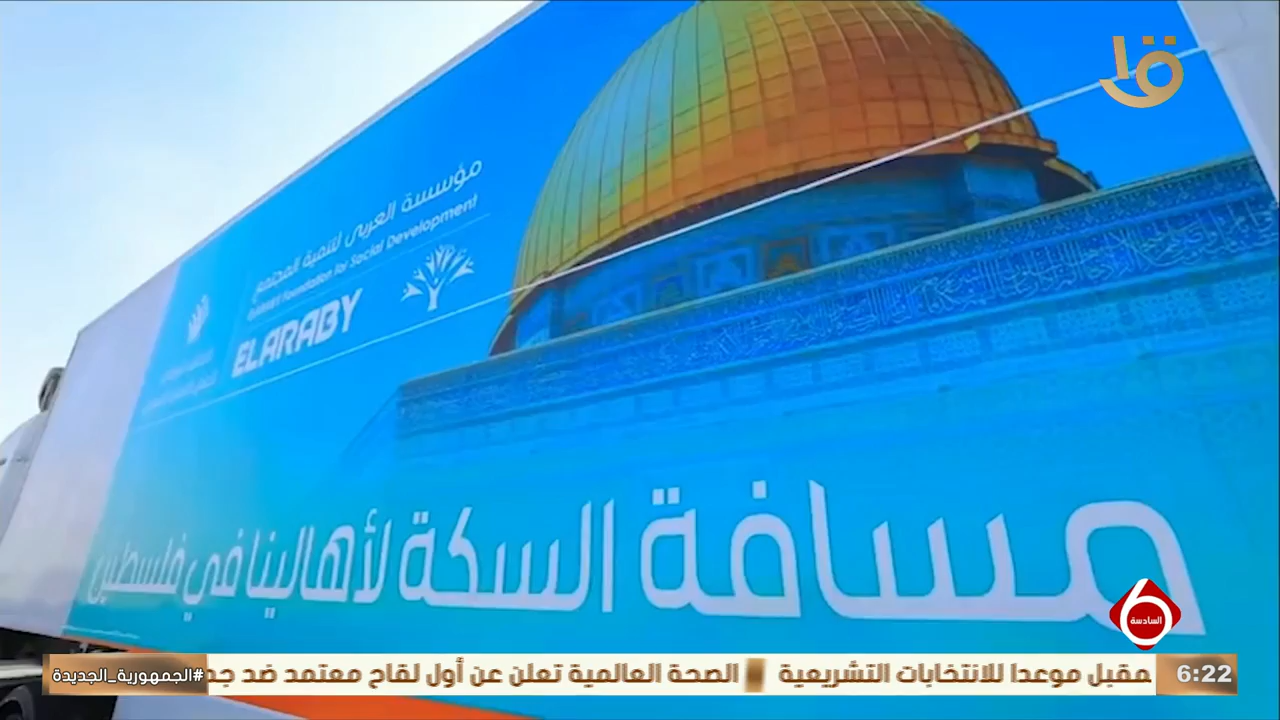 مؤسسة العربي لتنمية المجتمع
Elaraby Foundation for Social Development
ELARABY
مسافة السكة لأهالينا في فلسطين
السادسة
6:22
مقبل موعدا للانتخابات التشريعية
الصحة العالمية تعلن عن أول لقاح معتمد ضد جد
#الجمهورية_الجديدة